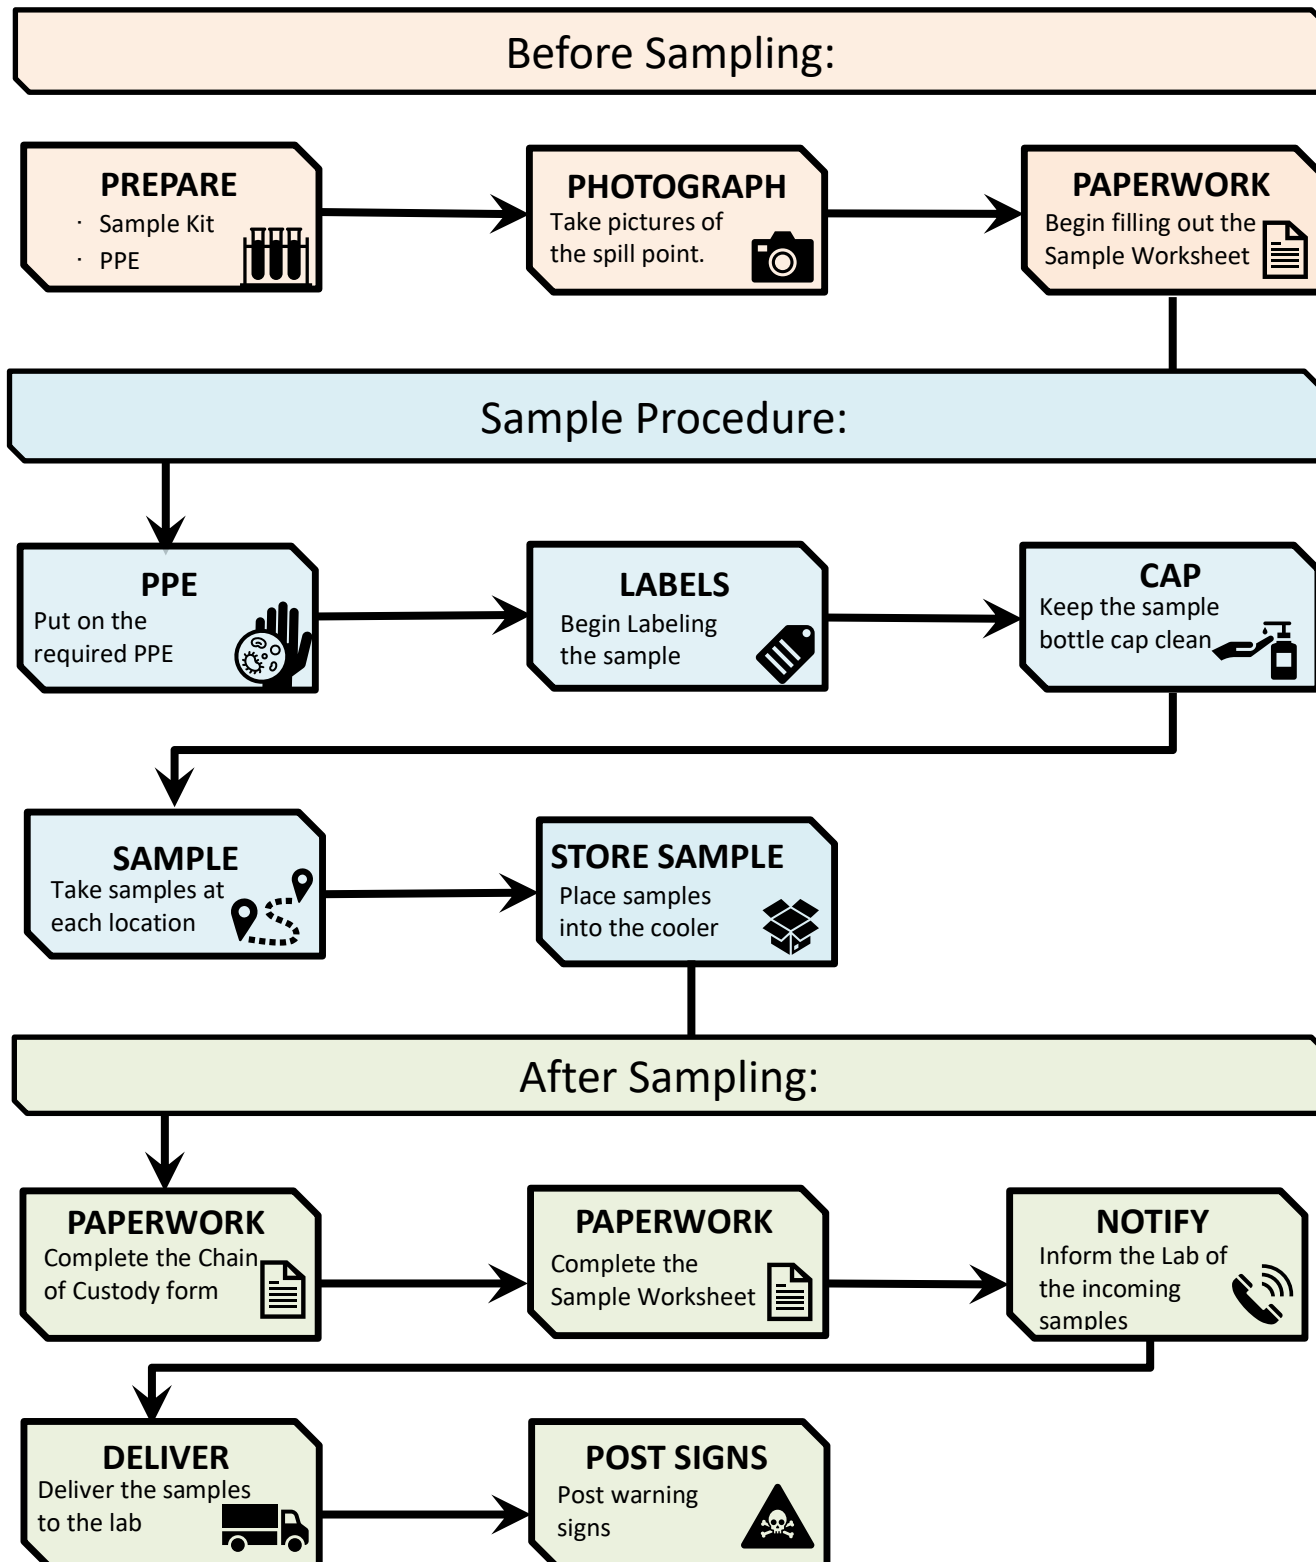 Before Sampling:
PREPARE
· Sample Kit
· PPE
PHOTOGRAPH
Take pictures of
the spill point.
PAPERWORK
Begin filling out the
Sample Worksheet
Sample Procedure:
PPE
Put on the
required PPE
LABELS
Begin Labeling
the sample
CAP
Keep the sample
bottle cap clean
SAMPLE
Take samples at
each location
STORE SAMPLE
Place samples
into the cooler
After Sampling:
PAPERWORK
Complete the Chain
of Custody form
PAPERWORK
Complete the
Sample Worksheet
NOTIFY
Inform the Lab of
the incoming
samples
DELIVER
Deliver the samples
to the lab
POST SIGNS
Post warning
signs